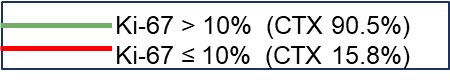 Ki-67 > 10% (CTX 90.5%)
Ki-67 ≤ 10% (CTX 15.8%)